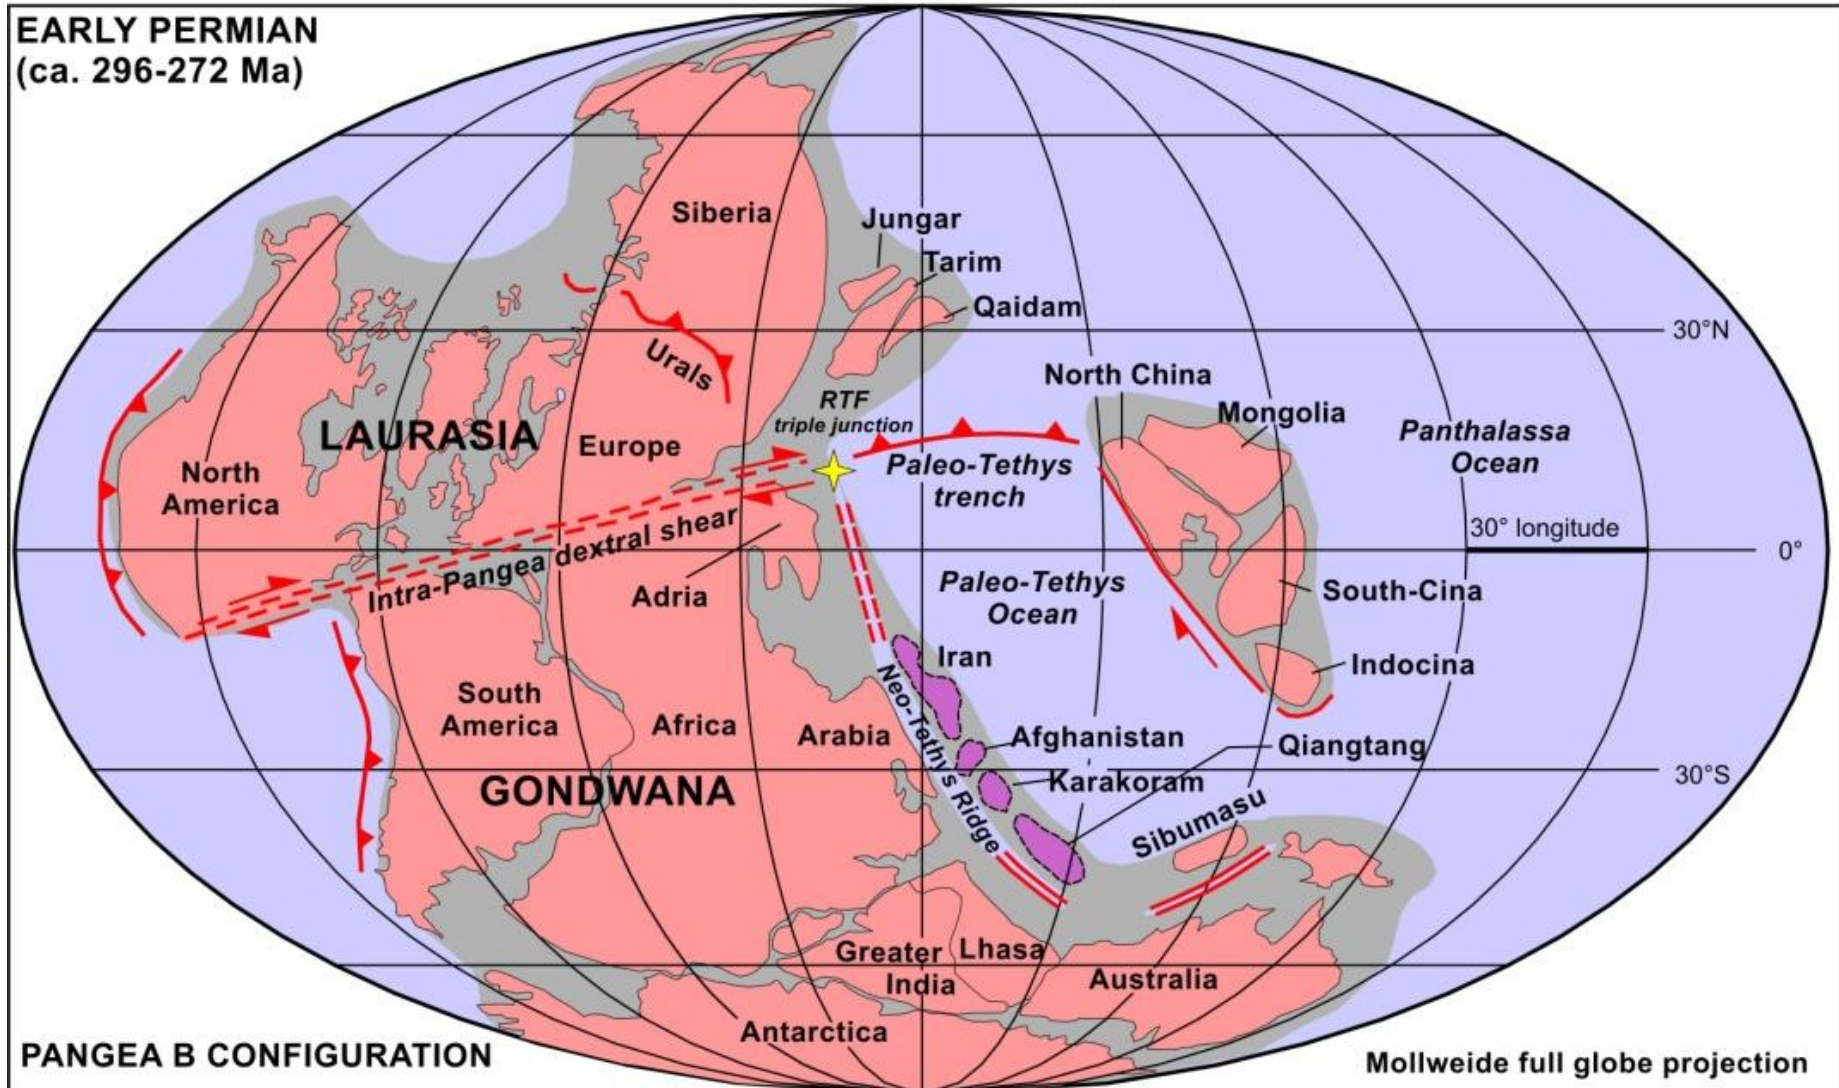 EARLY PERMIAN
(ca. 296-272 Ma)
Siberia
Jungar
Tarim
Qaidam
30°N
Urals
North China
Mongolia
RTF
triple junction
Panthalassa
Ocean
LAURASIA
Europe
North
America
Paleo-Tethys
trench
30° longitude
0°
Intra-Pangea dextral shear
Adria
Paleo-Tethys
Ocean
South-Cina
Iran
Indocina
South
America
Africa
Arabia
Neo-Tethys Ridge
Afghanistan
Qiangtang
Karakoram
30°S
GONDWANA
Sibumasu
Greater
India
Lhasa
Australia
Antarctica
PANGEA B CONFIGURATION
Mollweide full globe projection